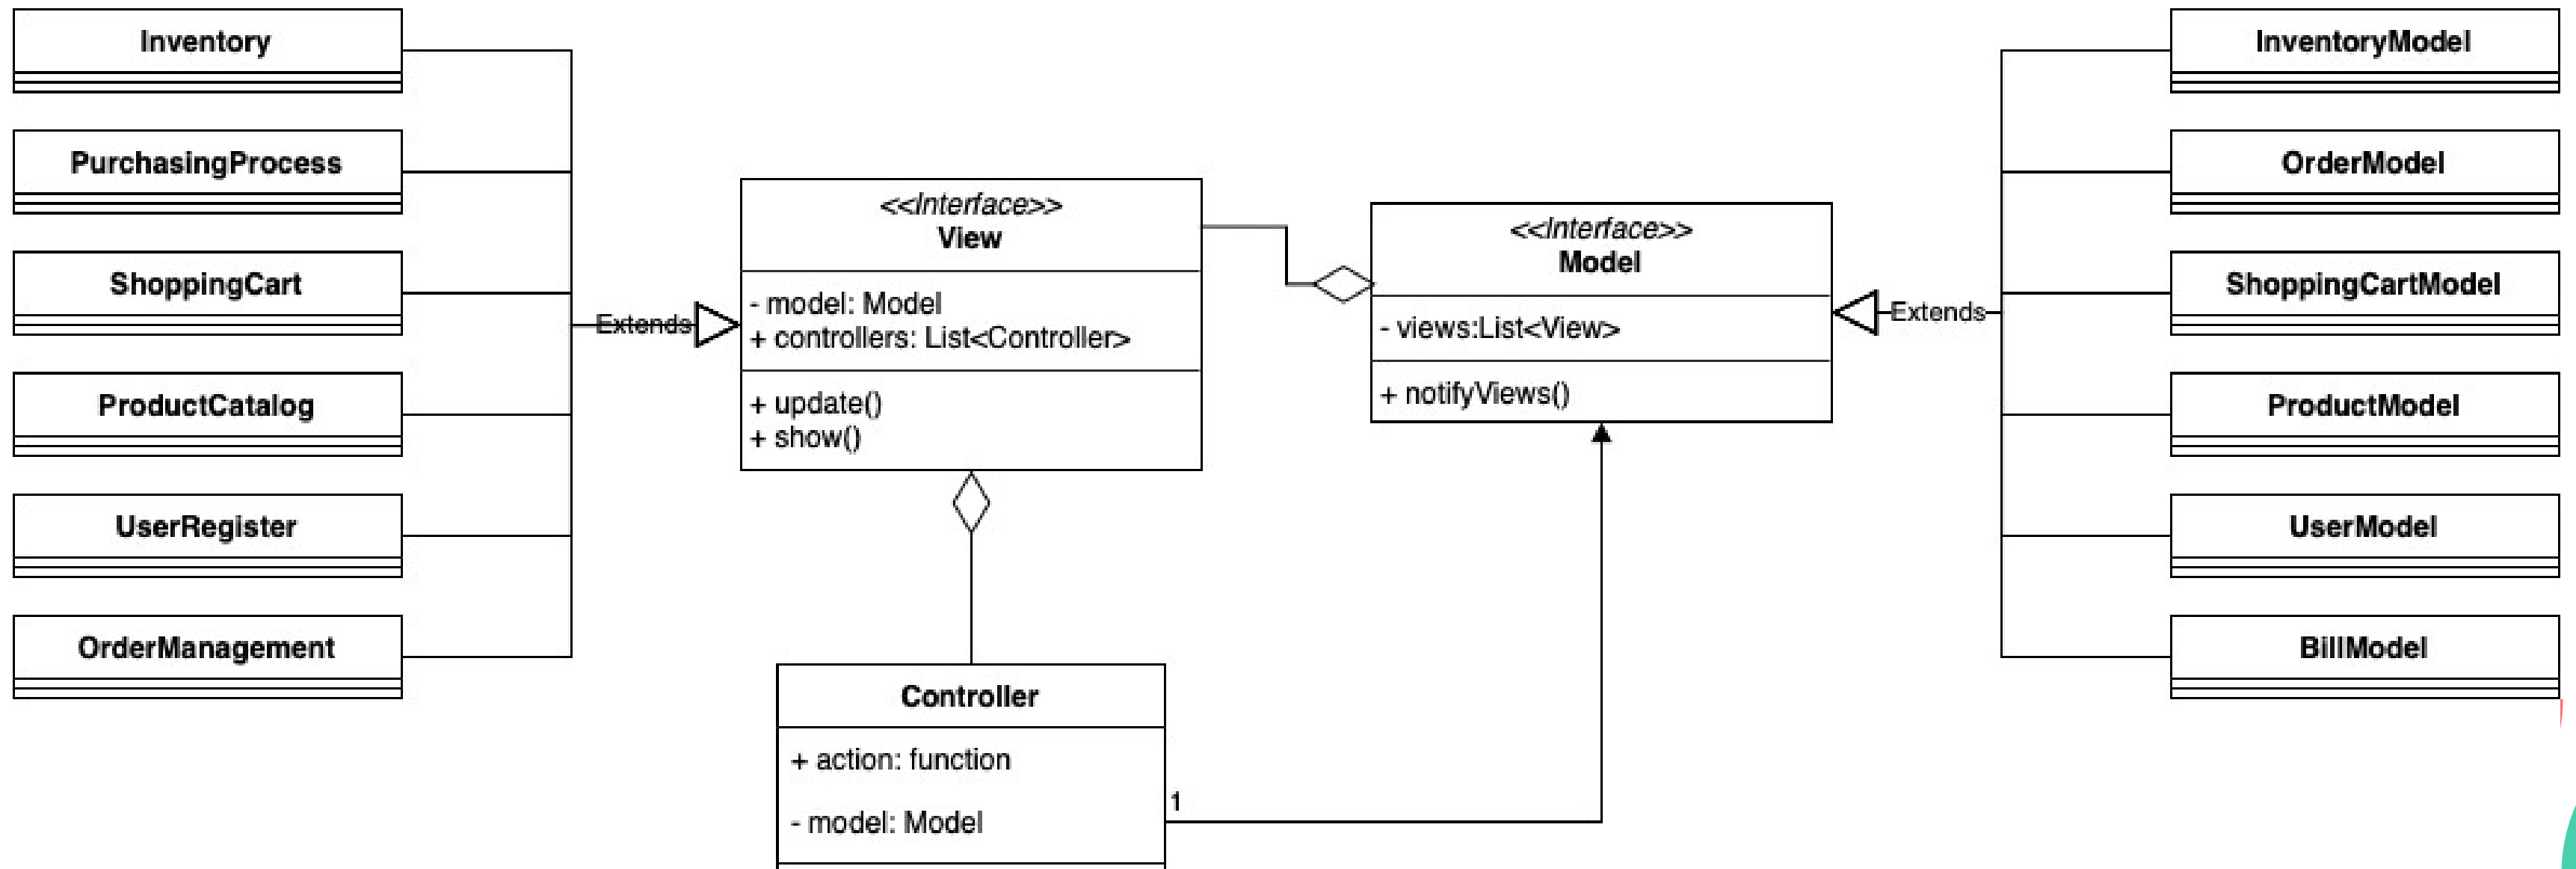 Inventory
PurchasingProcess
ShoppingCart
ProductCatalog
UserRegister
OrderManagement
Extends
<<Interface>>
View
- model: Model
+ controllers: List<Controller>
+ update()
+ show()
Controller
+ action: function
- model: Model
1
<<Interface>>
Model
- views:List<View>
+ notifyViews()
Extends
InventoryModel
OrderModel
ShoppingCartModel
ProductModel
UserModel
BillModel